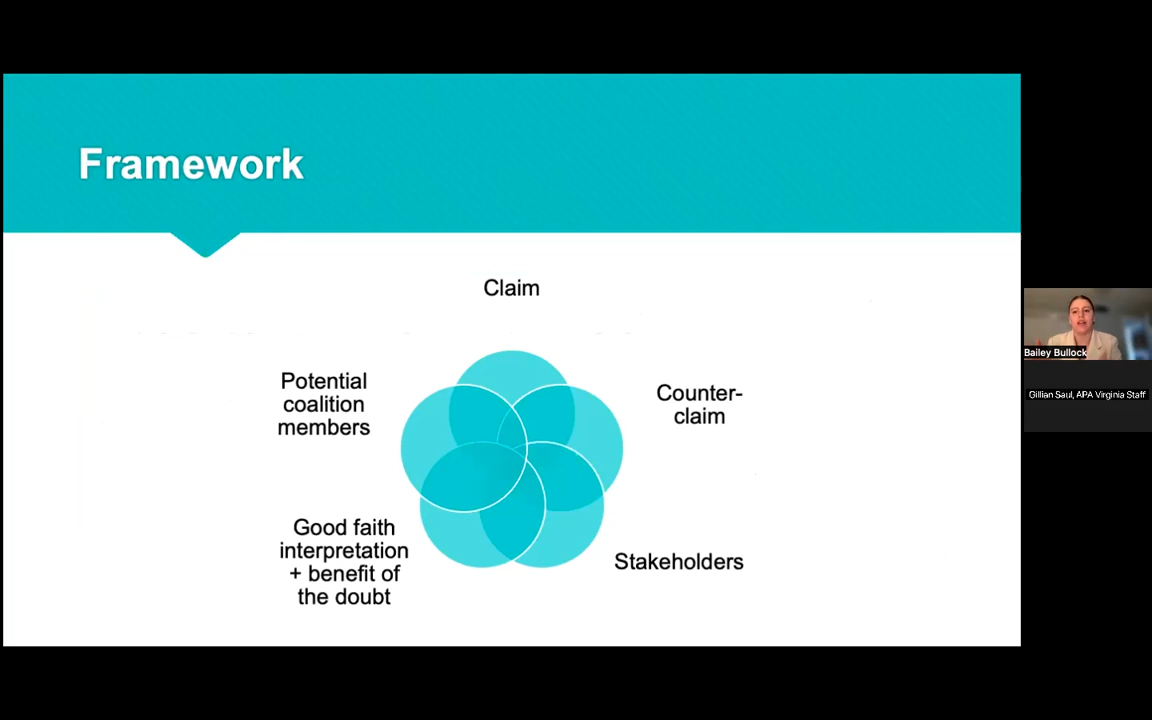 Framework
Claim
Potential
coalition
members
Counter-
claim
Good faith
interpretation
+ benefit of
the doubt
Stakeholders
Bailey Bullock
Gillian Saul, APA Virginia Staff